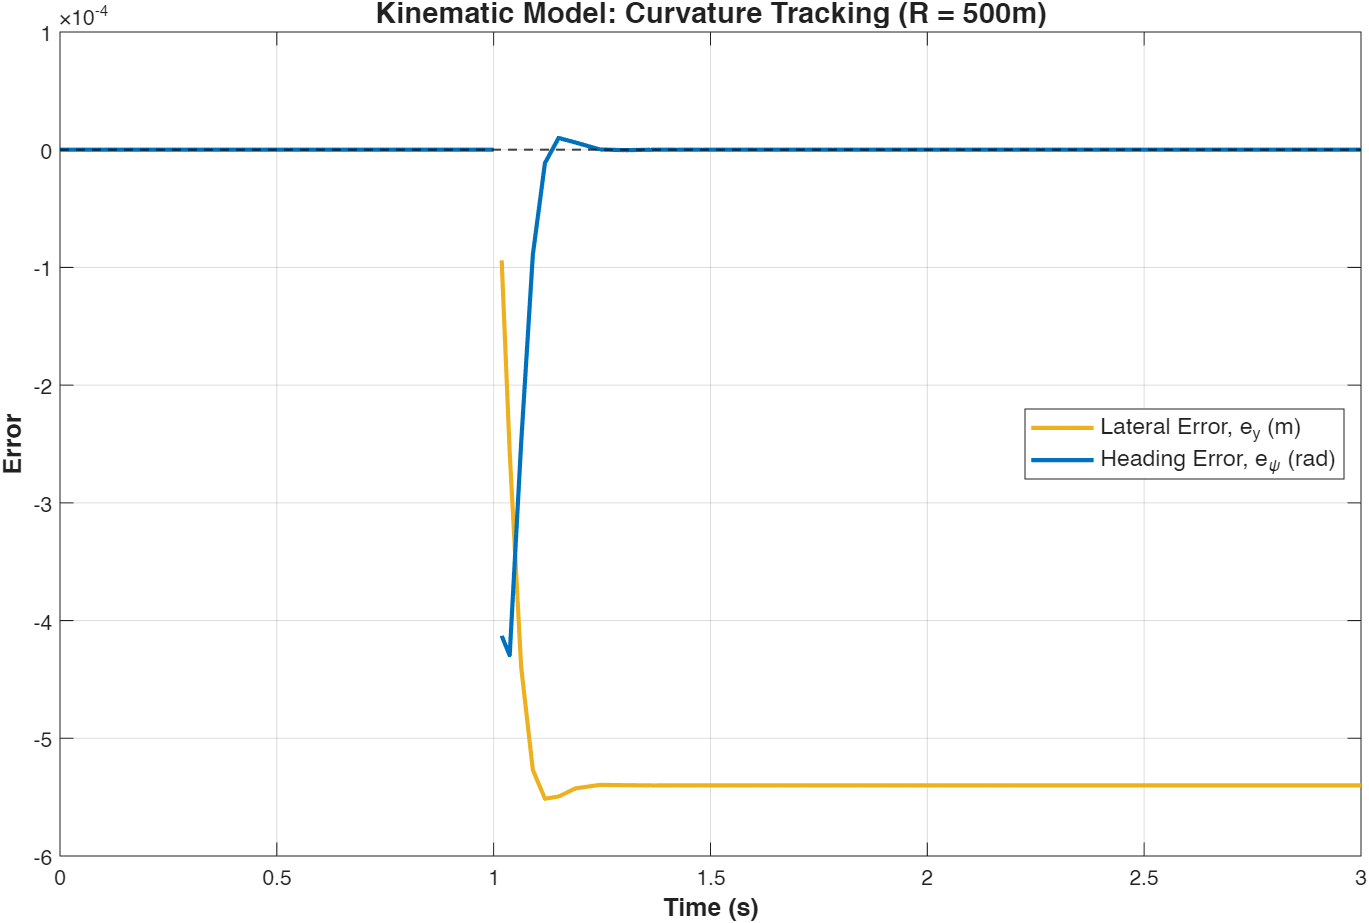 Kinematic Model: Curvature Tracking (R = 500m)
×10⁻⁴
1
0
-1
-2
-3
-4
-5
-6
Error
Lateral Error, e_y (m)
Heading Error, e_ψ (rad)
0 0.5 1 1.5 2 2.5 3
Time (s)